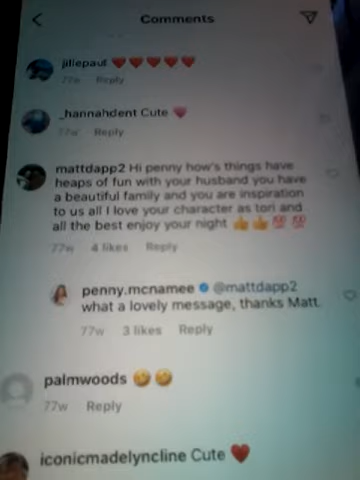 Comments
jillepaul ❤️❤️❤️❤️❤️
77w Reply
_hannahdent Cute 💗
77w Reply
mattdapp2 Hi penny how's things have
heaps of fun with your husband you have
a beautiful family and you are inspiration
to us all I love your character as tori and
all the best enjoy your night 👍👍💯💯
77w 4 likes Reply
penny.mcnamee @mattdapp2
what a lovely message, thanks Matt
77w 3 likes Reply
palmwoods 🤣🤣
77w Reply
iconicmadelyncline Cute ❤️